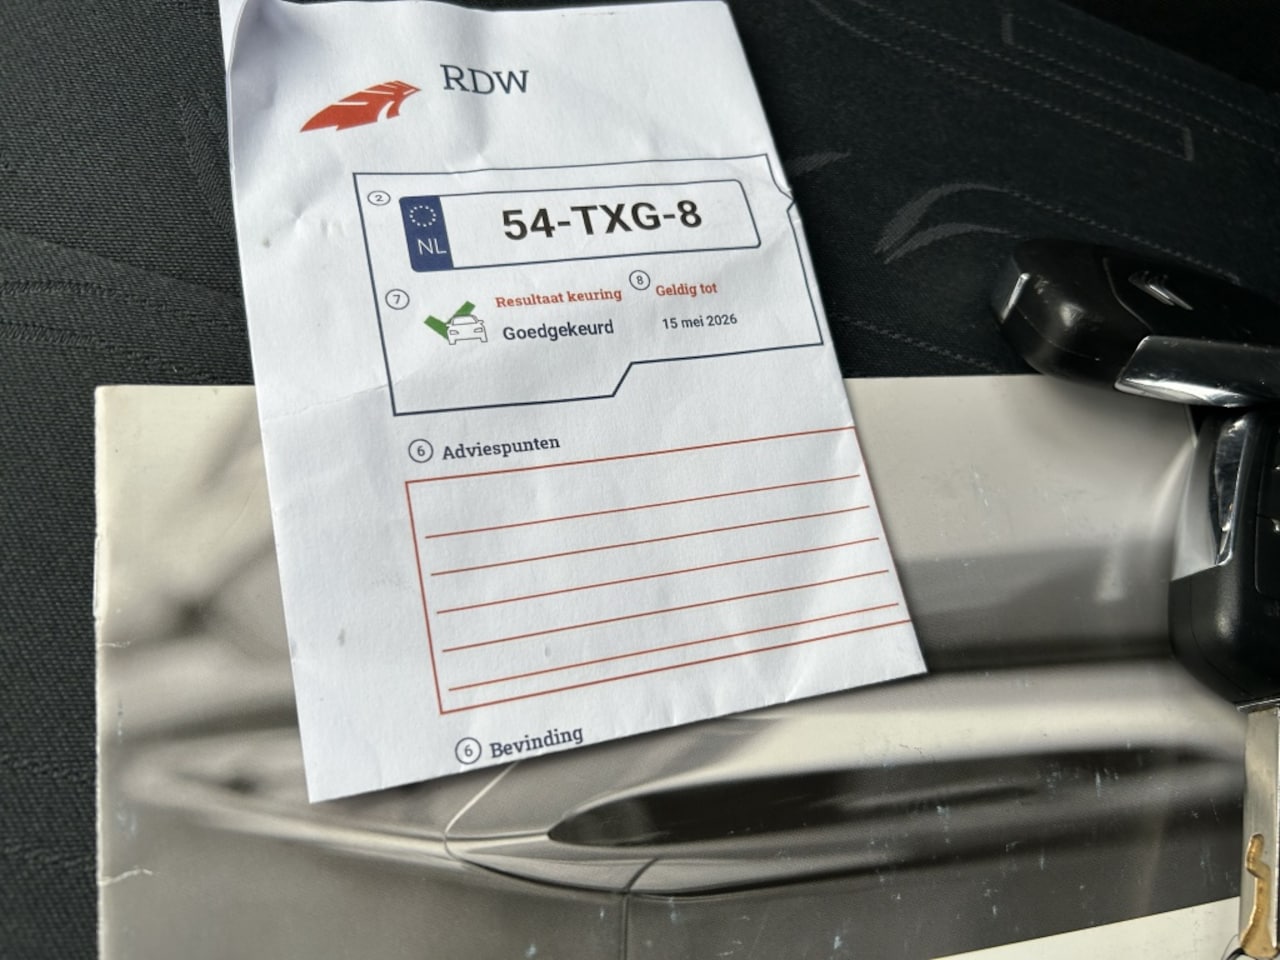 RDW
2
NL
54-TXG-8
7
Resultaat keuring
Goedgekeurd
8
Geldig tot
15 mei 2026
6 Adviespunten
6 Bevinding